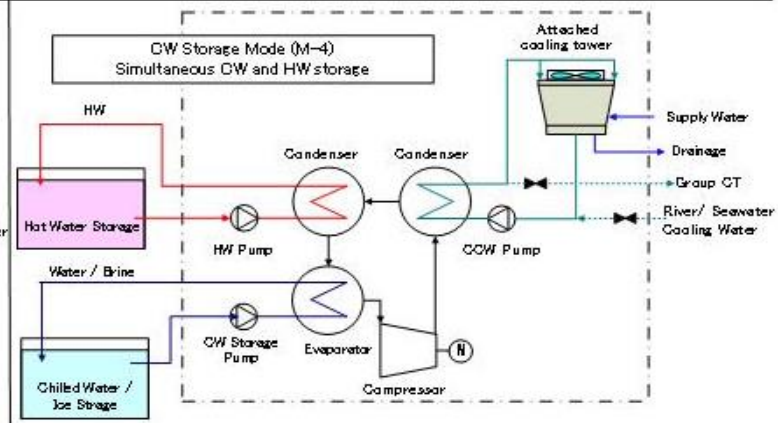 CW Storage Mode (M-4)
Simultaneous CW and HW storage
Attached
cooling tower
HW
Supply Water
Drainage
Condenser
Condenser
Group CT
River/ Seawater
Cooling Water
Hot Water Storage
HW Pump
CCW Pump
Water / Brine
CW Storage
Pump
Evaporator
N
Chilled Water /
Ice Strage
Compressor